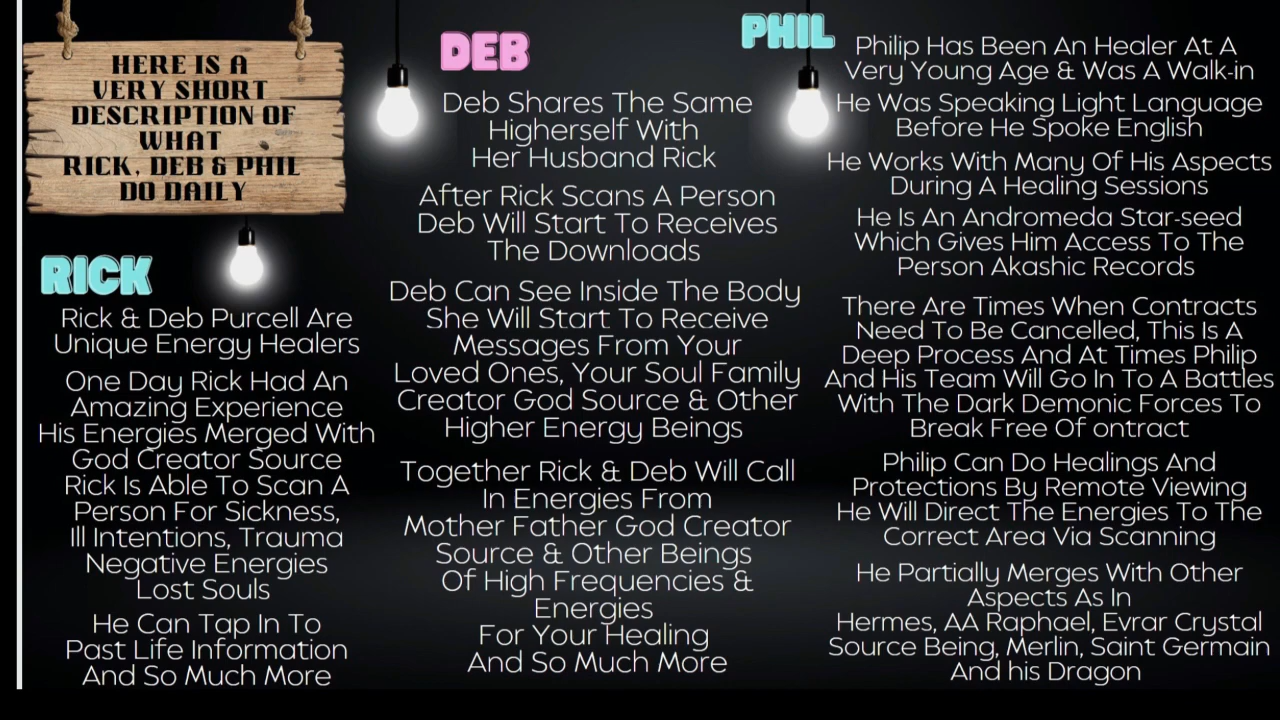 HERE IS A
VERY SHORT
DESCRIPTION OF
WHAT
RICK, DEB & PHIL
DO DAILY
RICK
Rick & Deb Purcell Are
Unique Energy Healers
One Day Rick Had An
Amazing Experience
His Energies Merged With
God Creator Source
Rick Is Able To Scan A
Person For Sickness,
Ill Intentions, Trauma
Negative Energies
Lost Souls
He Can Tap In To
Past Life Information
And So Much More
DEB
Deb Shares The Same
Higherself With
Her Husband Rick
After Rick Scans A Person
Deb Will Start To Receives
The Downloads
Deb Can See Inside The Body
She Will Start To Receive
Messages From Your
Loved Ones, Your Soul Family
Creator God Source & Other
Higher Energy Beings
Together Rick & Deb Will Call
In Energies From
Mother Father God Creator
Source & Other Beings
Of High Frequencies &
Energies
For Your Healing
And So Much More
PHIL
Philip Has Been An Healer At A
Very Young Age & Was A Walk-in
He Was Speaking Light Language
Before He Spoke English
He Works With Many Of His Aspects
During A Healing Sessions
He Is An Andromeda Star-seed
Which Gives Him Access To The
Person Akashic Records
There Are Times When Contracts
Need To Be Cancelled, This Is A
Deep Process And At Times Philip
And His Team Will Go In To A Battles
With The Dark Demonic Forces To
Break Free Of ontract
Philip Can Do Healings And
Protections By Remote Viewing
He Will Direct The Energies To The
Correct Area Via Scanning
He Partially Merges With Other
Aspects As In
Hermes, AA Raphael, Evrar Crystal
Source Being, Merlin, Saint Germain
And his Dragon